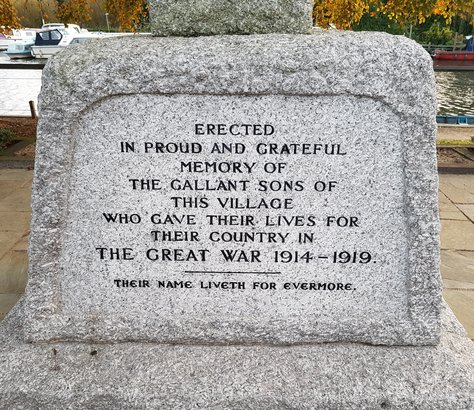 ERECTED
IN PROUD AND GRATEFUL
MEMORY OF
THE GALLANT SONS OF
THIS VILLAGE
WHO GAVE THEIR LIVES FOR
THEIR COUNTRY IN
THE GREAT WAR 1914-1919.
THEIR NAME LIVETH FOR EVERMORE.